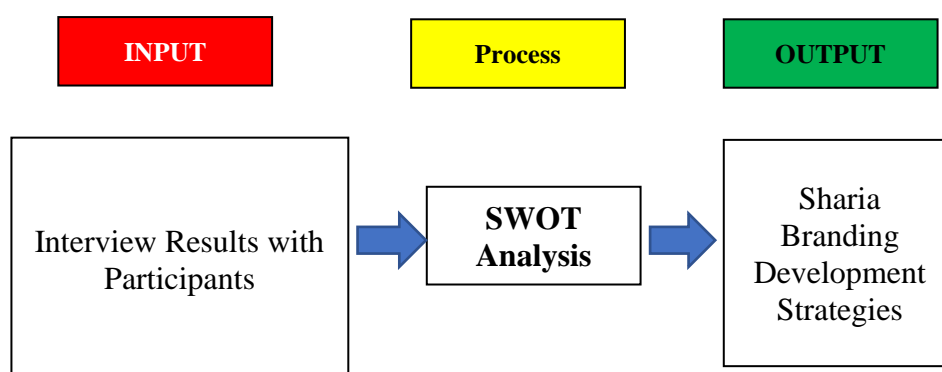 INPUT
Process
OUTPUT
Interview Results with
Participants
SWOT
Analysis
Sharia
Branding
Development
Strategies